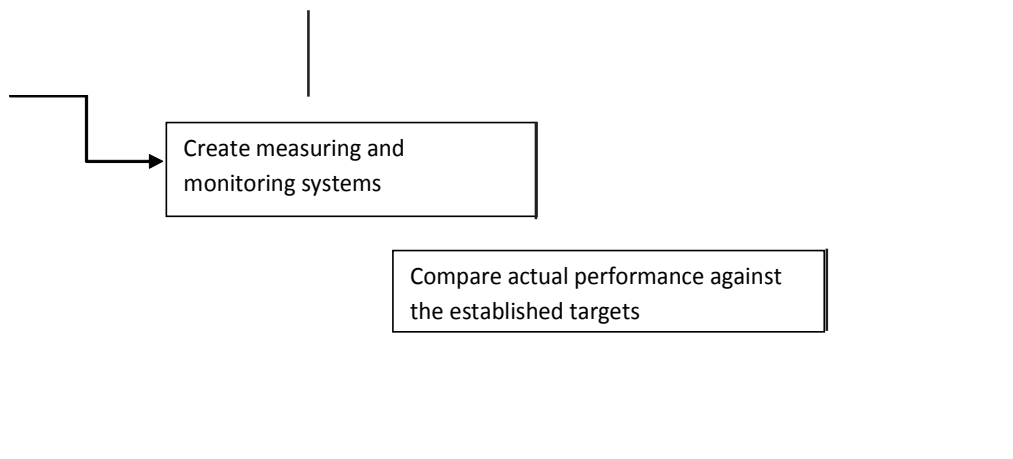 Create measuring and
monitoring systems
Compare actual performance against
the established targets